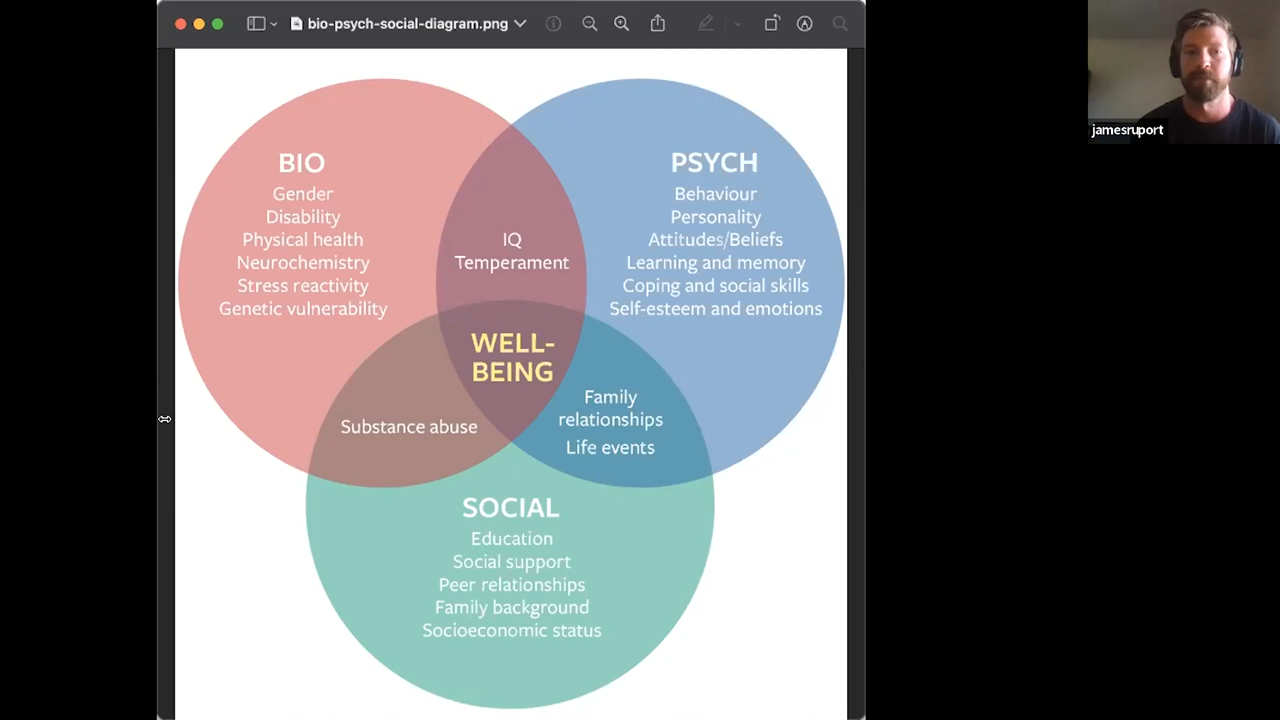 bio-psych-social-diagram.png
jamesruport
BIO
Gender
Disability
Physical health
Neurochemistry
Stress reactivity
Genetic vulnerability
IQ
Temperament
PSYCH
Behaviour
Personality
Attitudes/Beliefs
Learning and memory
Coping and social skills
Self-esteem and emotions
WELL-
BEING
Substance abuse
Family
relationships
Life events
SOCIAL
Education
Social support
Peer relationships
Family background
Socioeconomic status